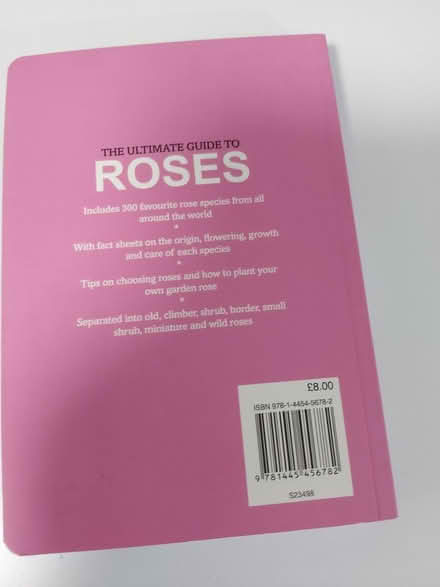 THE ULTIMATE GUIDE TO
ROSES
Includes 300 favourite rose species from all
around the world
*
With fact sheets on the origin, flowering, growth
and care of each species
*
Tips on choosing roses and how to plant your
own garden rose
*
Separated into old, climber, shrub, border, small
shrub, miniature and wild roses
£8.00
ISBN 978-1-4454-5678-2
9 781445 456782
S23498